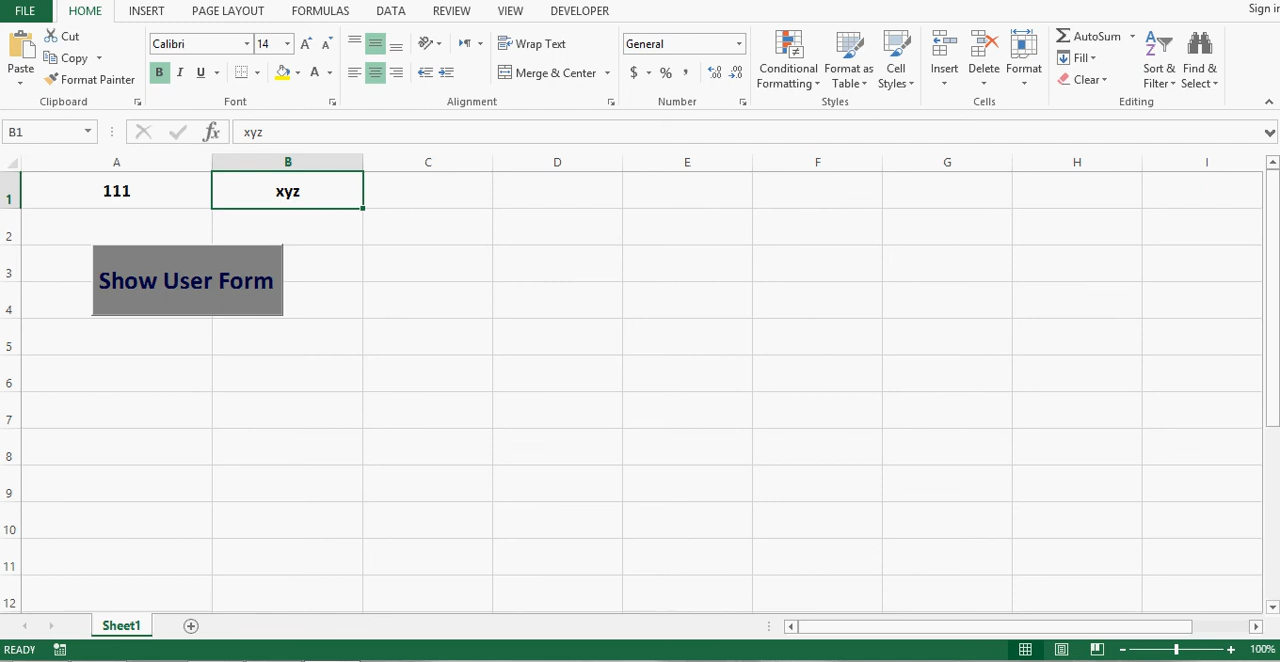 FILE HOME INSERT PAGE LAYOUT FORMULAS DATA REVIEW VIEW DEVELOPER Sign in
Paste Cut Copy Format Painter
Clipboard
Calibri 14
B I U A
Font
Wrap Text
Merge & Center
Alignment
General
$ % ,
Number
Conditional Formatting
Format as Table
Cell Styles
Styles
Insert Delete Format
Cells
AutoSum
Fill
Clear
Sort & Filter
Find & Select
Editing
B1 fx xyz
A B C D E F G H I
1 111 xyz
2
3
Show User Form
4
5
6
7
8
9
10
11
12
Sheet1
READY 100%